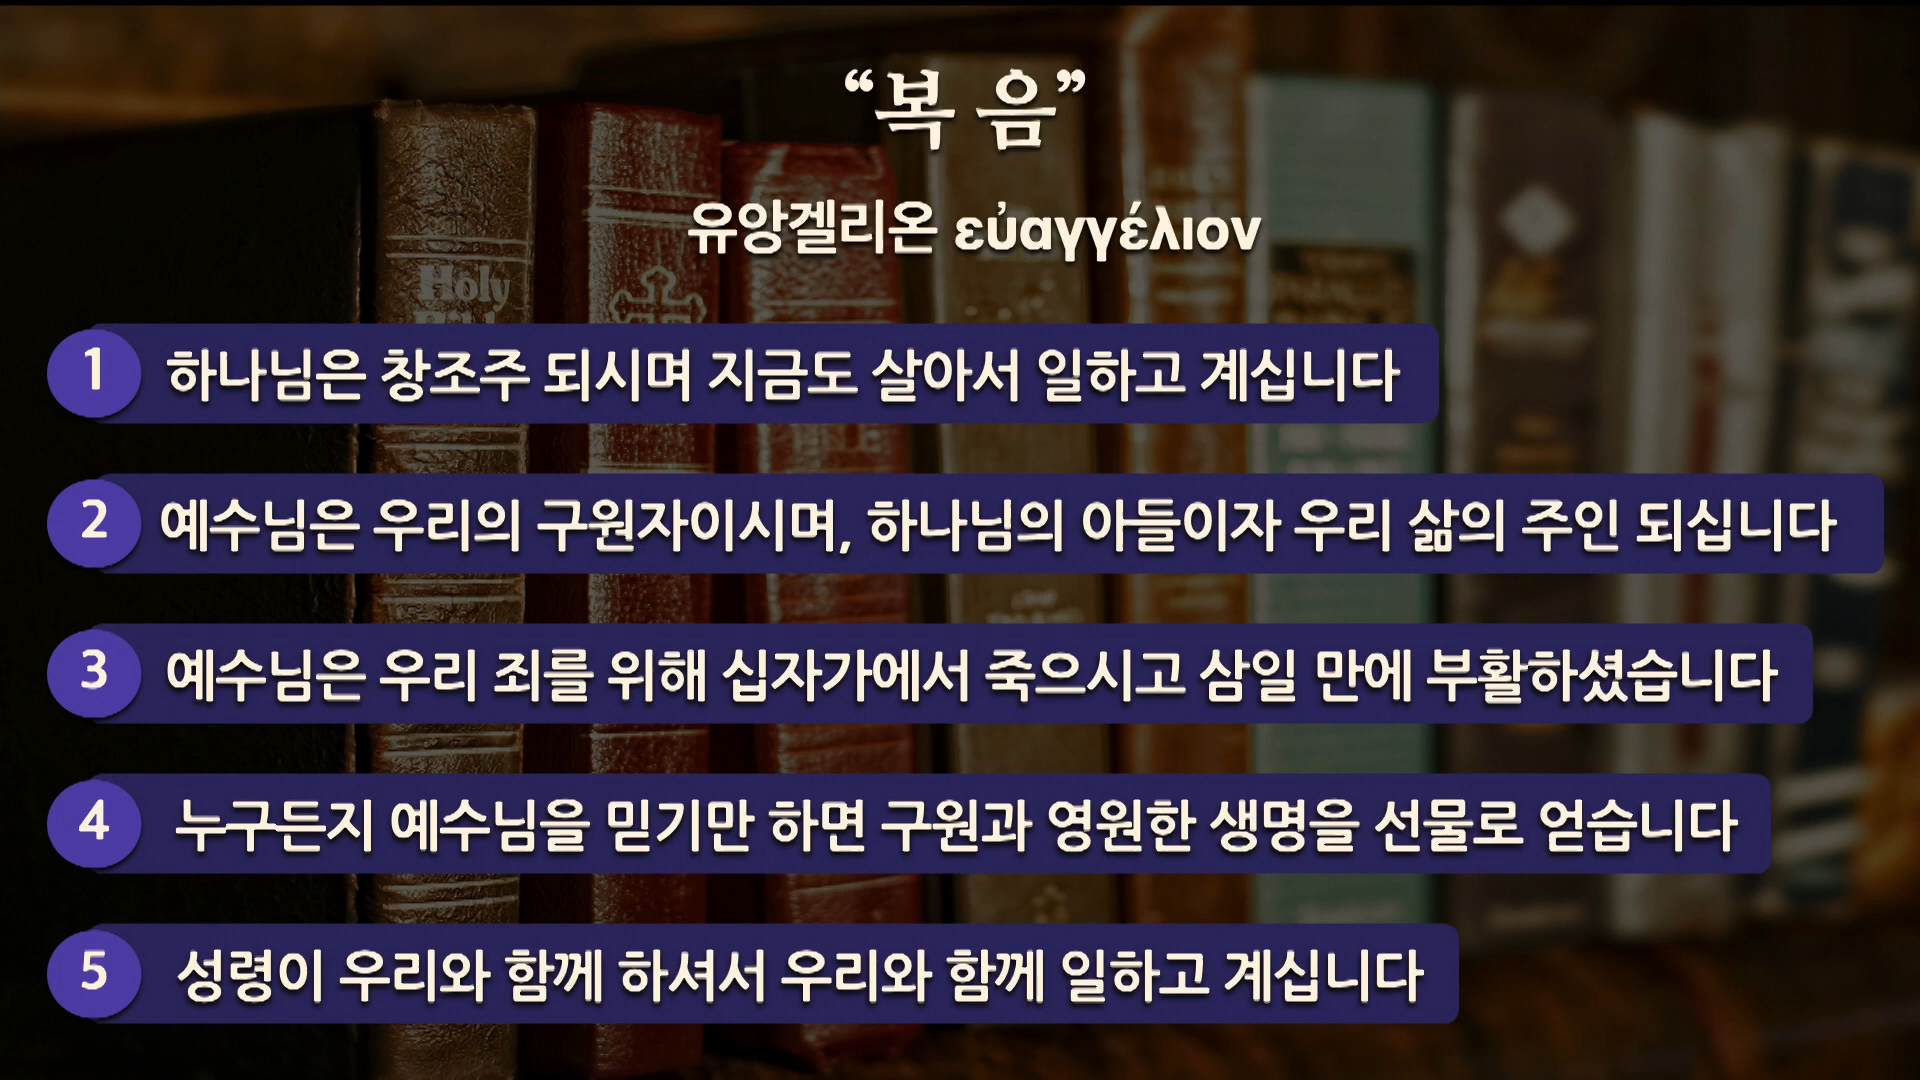 “복 음”
유앙겔리온 εὐαγγέλιον
Holy
1 하나님은 창조주 되시며 지금도 살아서 일하고 계십니다
2 예수님은 우리의 구원자이시며, 하나님의 아들이자 우리 삶의 주인 되십니다
3 예수님은 우리 죄를 위해 십자가에서 죽으시고 삼일 만에 부활하셨습니다
4 누구든지 예수님을 믿기만 하면 구원과 영원한 생명을 선물로 얻습니다
5 성령이 우리와 함께 하셔서 우리와 함께 일하고 계십니다